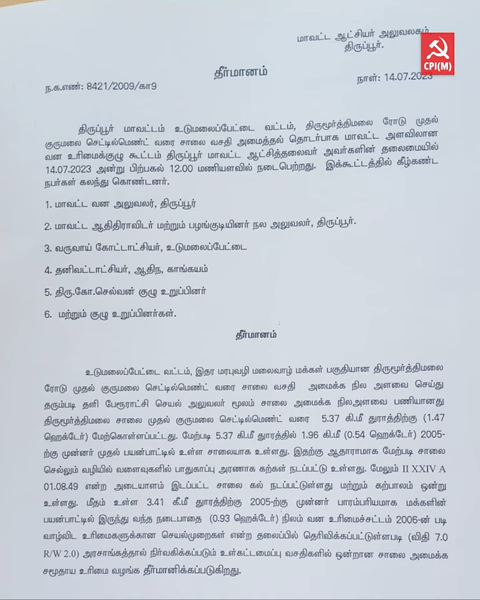 மாவட்ட ஆட்சியர் அலுவலகம்
திருப்பூர்.
CPI(M)
தீர்மானம்
ந.க.எண்: 8421/2009/கா9
நாள்: 14.07.2023
திருப்பூர் மாவட்டம் உடுமலைப்பேட்டை வட்டம், திருமூர்த்திமலை ரோடு முதல்
குருமலை செட்டில்மெண்ட் வரை சாலை வசதி அமைத்தல் தொடர்பாக மாவட்ட அளவிலான
வன உரிமைக்குழு கூட்டம் திருப்பூர் மாவட்ட ஆட்சித்தலைவர் அவர்களின் தலைமையில்
14.07.2023 அன்று பிற்பகல் 12.00 மணியளவில் நடைபெற்றது. இக்கூட்டத்தில் கீழ்கண்ட
நபர்கள் கலந்து கொண்டனர்.
1. மாவட்ட வன அலுவலர், திருப்பூர்
2. மாவட்ட ஆதிதிராவிடர் மற்றும் பழங்குடியினர் நல அலுவலர், திருப்பூர்.
3. வருவாய் கோட்டாட்சியர், உடுமலைப்பேட்டை
4. தனிவட்டாட்சியர், ஆதிந, காங்கயம்
5. திரு.கோ.செல்வன் குழு உறுப்பினர்
6. மற்றும் குழு உறுப்பினர்கள்.
தீர்மானம்
உடுமலைப்பேட்டை வட்டம், இதர மரபுவழி மலைவாழ் மக்கள் பகுதியான திருமூர்த்திமலை
ரோடு முதல் குருமலை செட்டில்மெண்ட் வரை சாலை வசதி அமைக்க நில அளவை செய்து
தரும்படி தளி பேரூராட்சி செயல் அலுவலர் மூலம் சாலை அமைக்க நிலஅளவை பணியானது
திருமூர்த்திமலை சாலை முதல் குருமலை செட்டில்மெண்ட் வரை 5.37 கி.மீ தூரத்திற்கு (1.47
ஹெக்டேர்) மேற்கொள்ளப்பட்டது. மேற்படி 5.37 கி.மீ தூரத்தில் 1.96 கி.மீ (0.54 ஹெக்டேர்) 2005-
ற்கு முன்னர் முதல் பயன்பாட்டில் உள்ள சாலையாக உள்ளது. இதற்கு ஆதாரமாக மேற்படி சாலை
செல்லும் வழியில் வளைவுகளில் பாதுகாப்பு அரணாக கற்கள் நடப்பட்டு உள்ளது. மேலும் II XXIV A
01.08.49 என்ற அடையாளம் இடப்பட்ட சாலை கல் நடப்பட்டுள்ளது மற்றும் கற்பாலம் ஒன்று
உள்ளது. மீதம் உள்ள 3.41 கீ.மீ தூரத்திற்கு 2005-ற்கு முன்னர் பாரம்பரியமாக மக்களின்
பயன்பாட்டில் இருந்து வந்த நடைபாதை (0.93 ஹெக்டேர்) நிலம் வன உரிமைச்சட்டம் 2006-ன் படி
வாழ்விட உரிமைகளுக்கான செயல்முறைகள் என்ற தலைப்பில் தெரிவிக்கப்பட்டுள்ளபடி (விதி 7.0
R/W 2.0) அரசாங்கத்தால் நிர்வகிக்கப்படும் உள்கட்டமைப்பு வசதிகளில் ஒன்றான சாலை அமைக்க
சமூதாய உரிமை வழங்க தீர்மானிக்கப்படுகிறது.